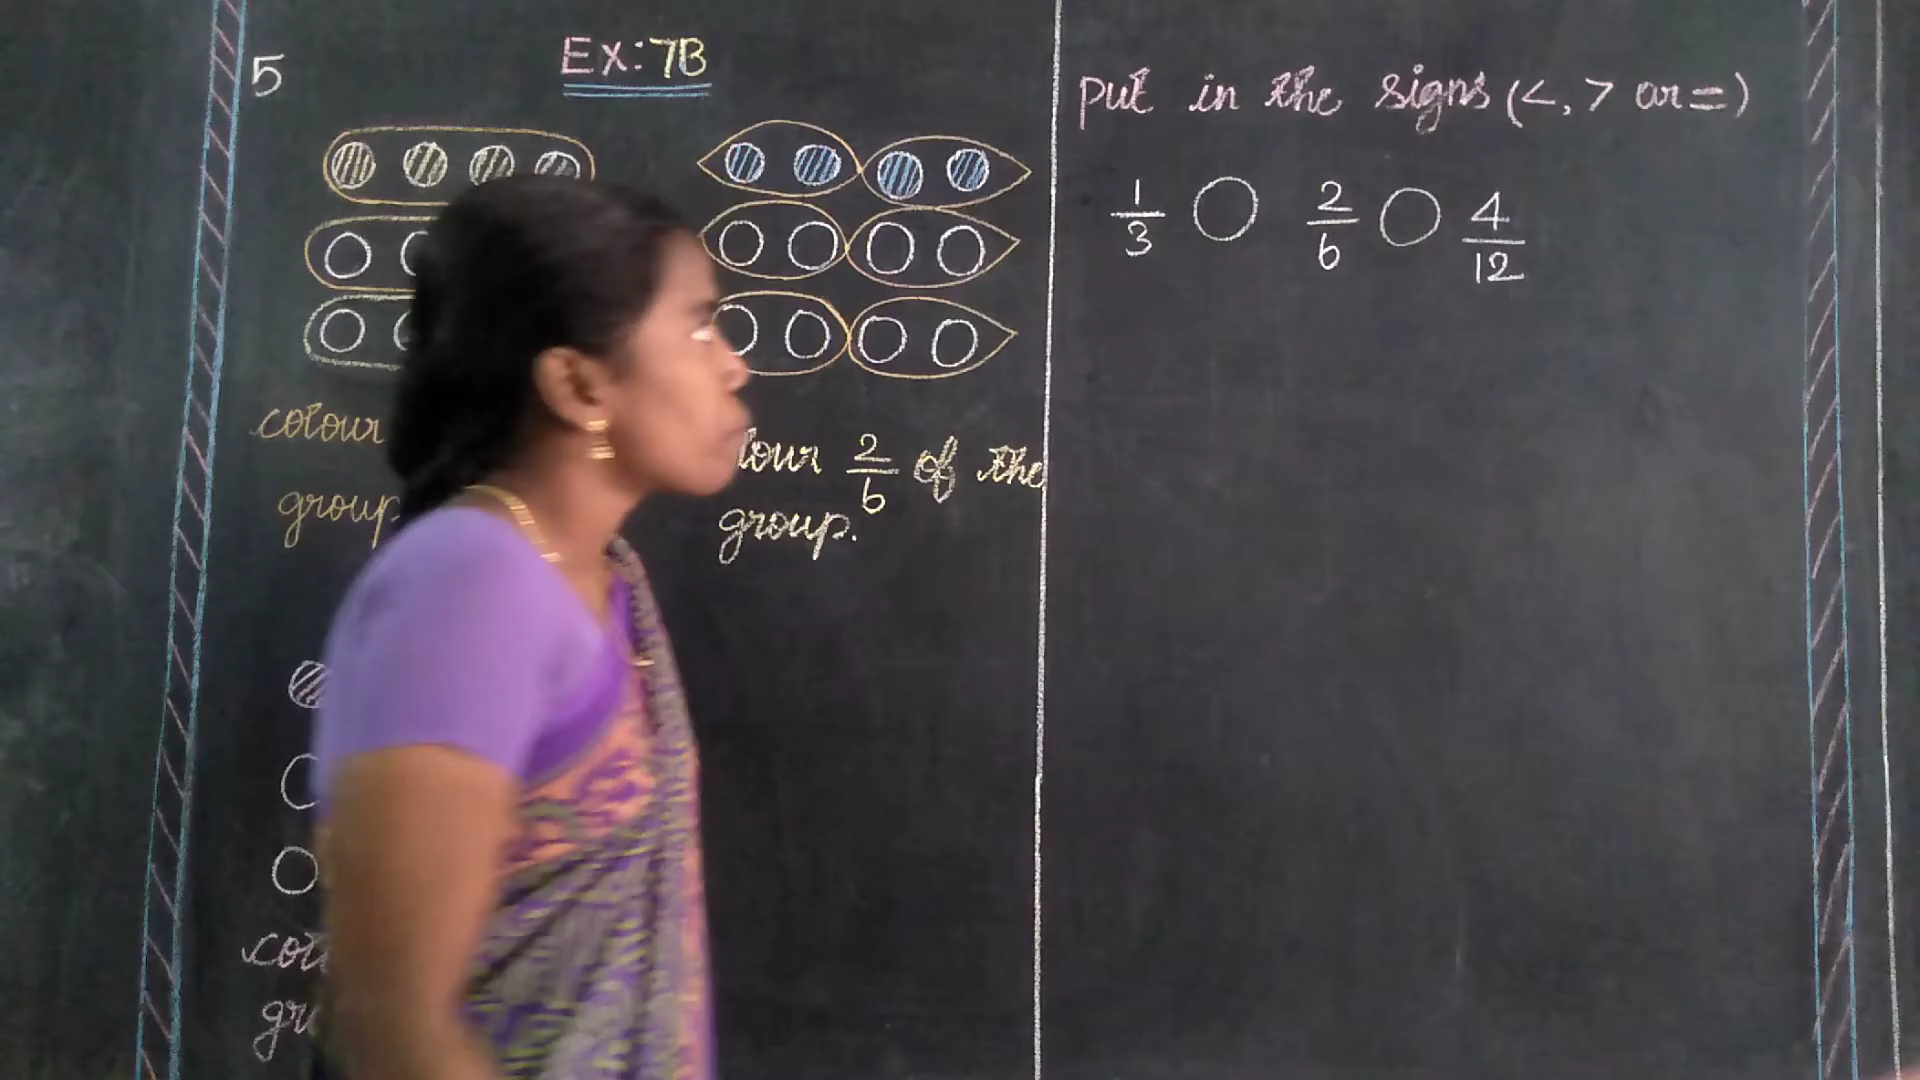 5
Ex: 7B
colour
group
lour 2/6 of the
group.
put in the signs (<, > or =)
1/3 ○ 2/6 ○ 4/12